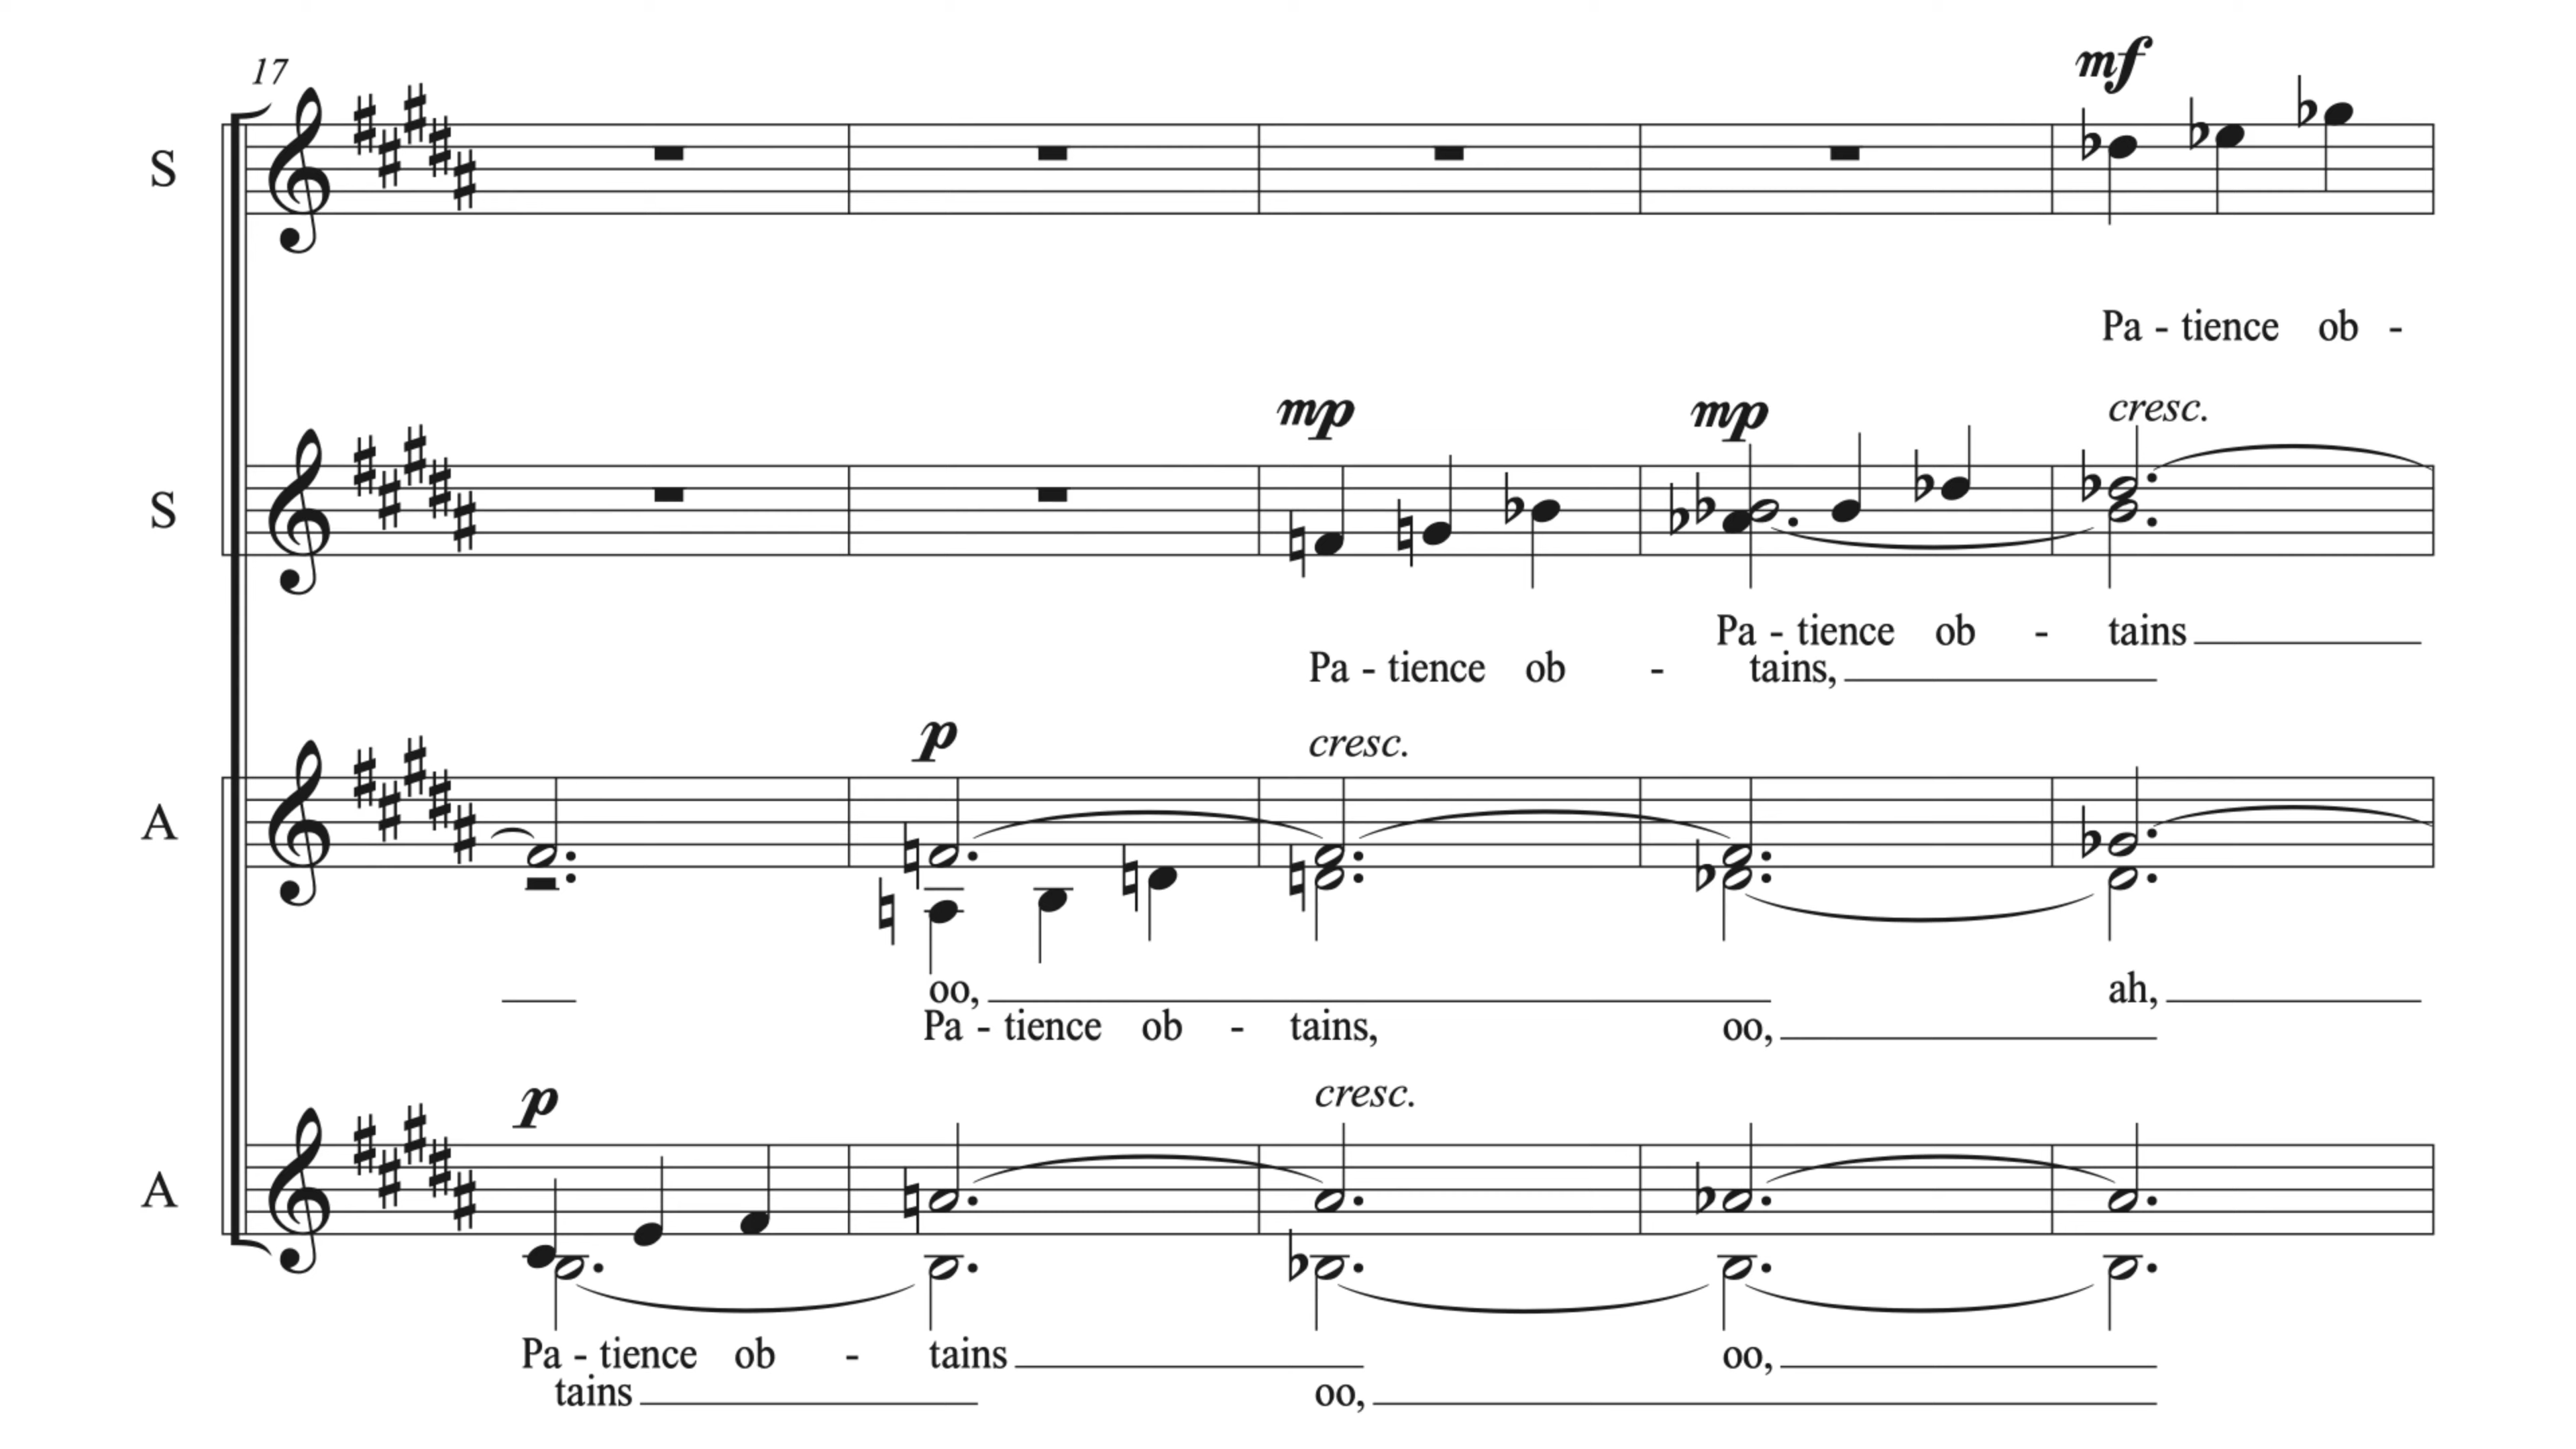 17
mf
S
Pa - tience ob -
mp mp cresc.
S
Pa - tience ob - tains
Pa - tience ob - tains,
p cresc.
A
oo, ah,
Pa - tience ob - tains, oo,
p cresc.
A
Pa - tience ob - tains oo,
tains oo,